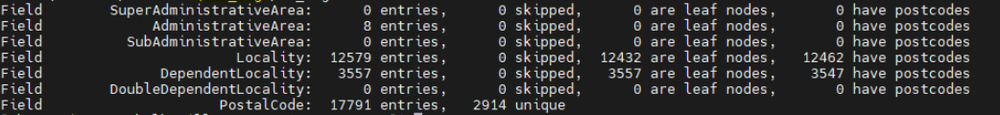 Field SuperAdministrativeArea: 0 entries, 0 skipped, 0 are leaf nodes, 0 have postcodes
Field AdministrativeArea: 8 entries, 0 skipped, 0 are leaf nodes, 0 have postcodes
Field SubAdministrativeArea: 0 entries, 0 skipped, 0 are leaf nodes, 0 have postcodes
Field Locality: 12579 entries, 0 skipped, 12432 are leaf nodes, 12462 have postcodes
Field DependentLocality: 3557 entries, 0 skipped, 3557 are leaf nodes, 3547 have postcodes
Field DoubleDependentLocality: 0 entries, 0 skipped, 0 are leaf nodes, 0 have postcodes
Field PostalCode: 17791 entries, 2914 unique